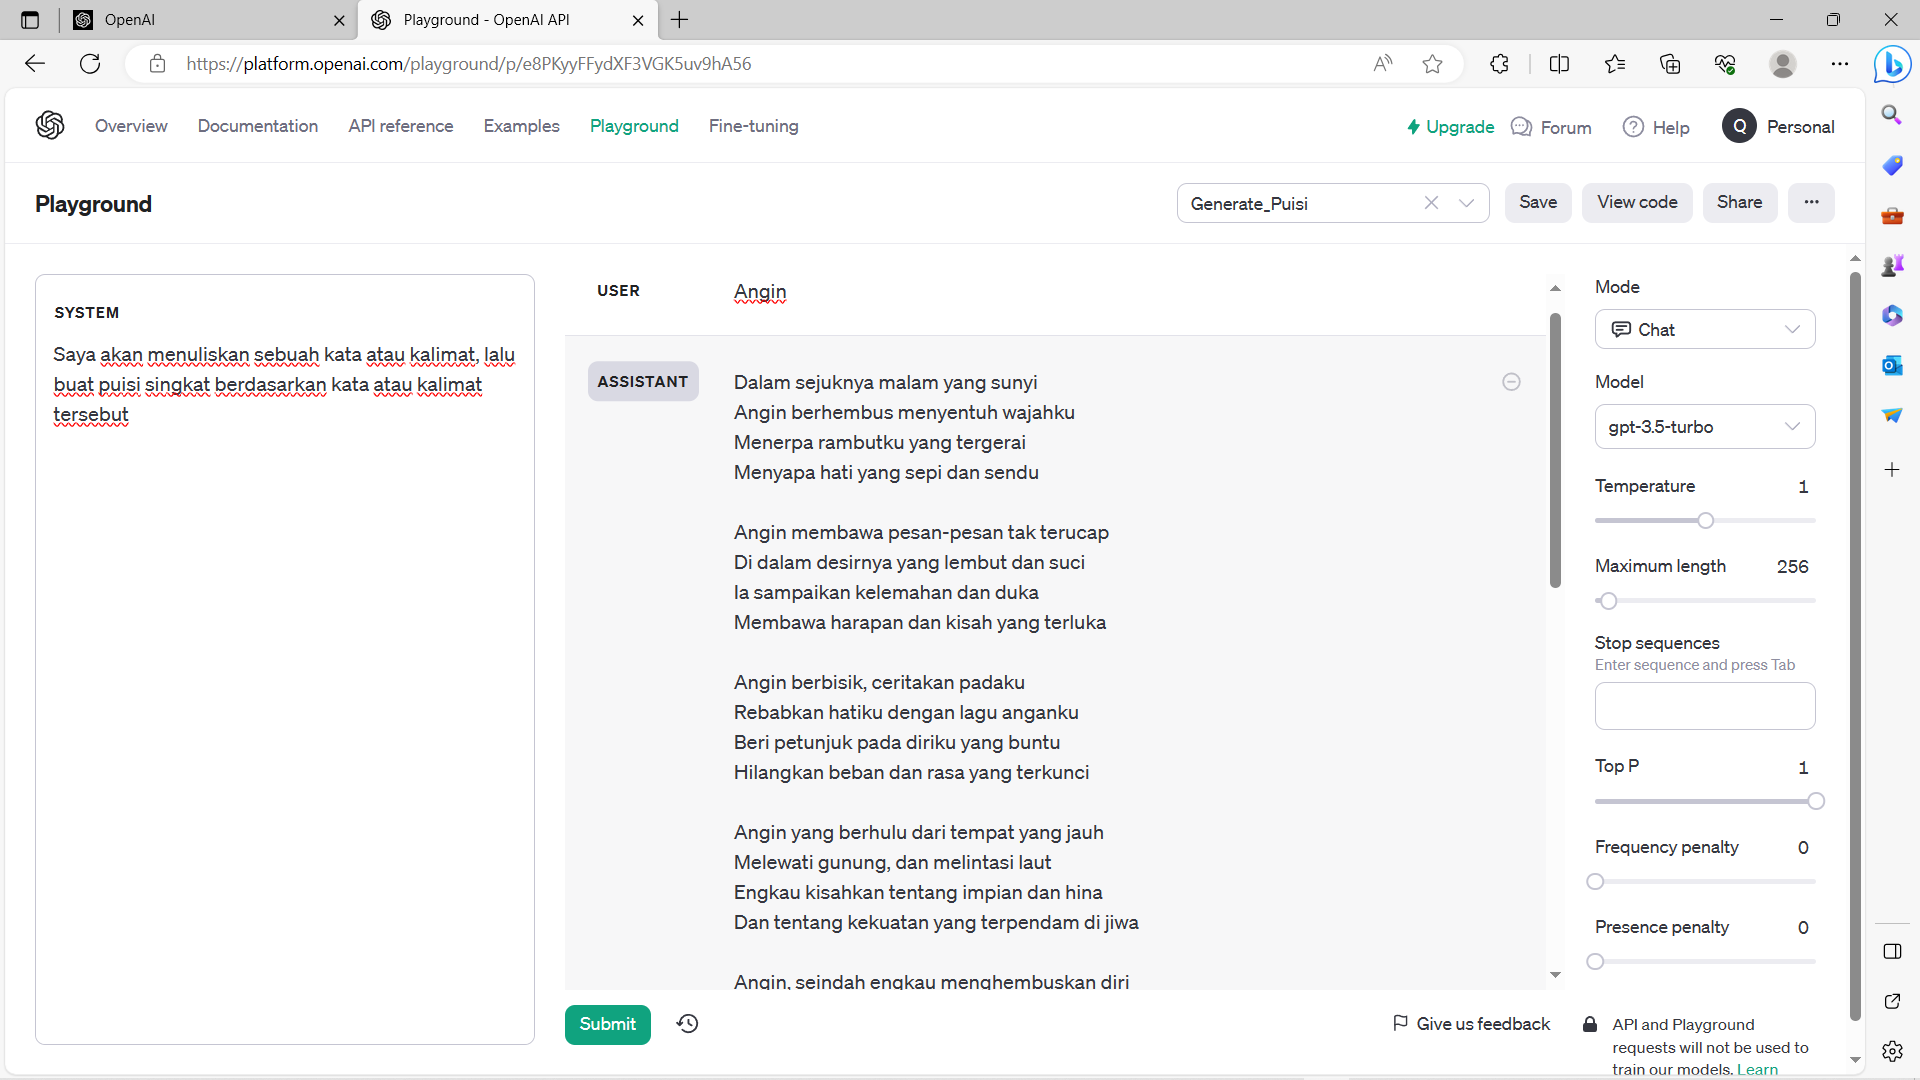 OpenAI
Playground - OpenAI API
https://platform.openai.com/playground/p/e8PKyyFFydXF3VGK5uv9hA56
Overview
Documentation
API reference
Examples
Playground
Fine-tuning
Upgrade
Forum
Help
Q
Personal
Playground
Generate_Puisi
Save
View code
Share
SYSTEM
Saya akan menuliskan sebuah kata atau kalimat, lalu
buat puisi singkat berdasarkan kata atau kalimat
tersebut
USER
Angin
ASSISTANT
Dalam sejuknya malam yang sunyi
Angin berhembus menyentuh wajahku
Menerpa rambutku yang tergerai
Menyapa hati yang sepi dan sendu
Angin membawa pesan-pesan tak terucap
Di dalam desirnya yang lembut dan suci
Ia sampaikan kelemahan dan duka
Membawa harapan dan kisah yang terluka
Angin berbisik, ceritakan padaku
Rebabkan hatiku dengan lagu anganku
Beri petunjuk pada diriku yang buntu
Hilangkan beban dan rasa yang terkunci
Angin yang berhulu dari tempat yang jauh
Melewati gunung, dan melintasi laut
Engkau kisahkan tentang impian dan hina
Dan tentang kekuatan yang terpendam di jiwa
Angin, seindah engkau menghembuskan diri
Submit
Give us feedback
Mode
Chat
Model
gpt-3.5-turbo
Temperature 1
Maximum length 256
Stop sequences
Enter sequence and press Tab
Top P 1
Frequency penalty 0
Presence penalty 0
API and Playground
requests will not be used to
train our models. Learn